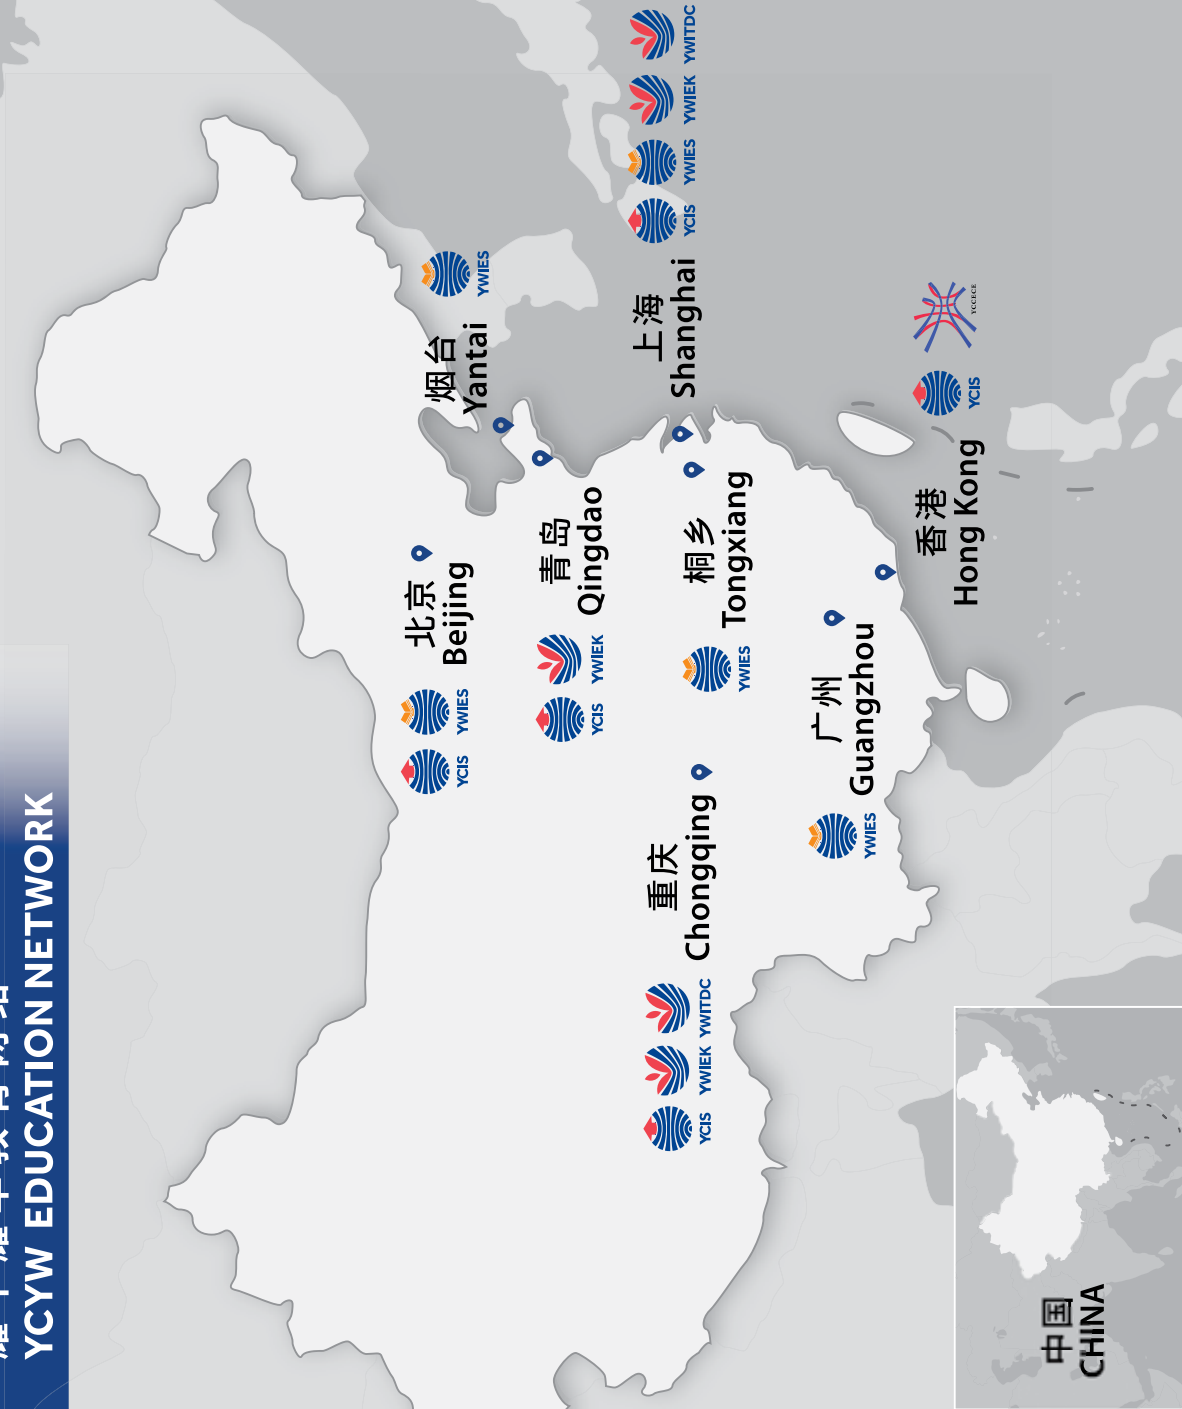 YCYW EDUCATION NETWORK
北京
Beijing
YCIS YWIES
烟台
Yantai
YWIES
青岛
Qingdao
YCIS YWIEK
上海
Shanghai
YCIS YWIES YWIEK YWITDC
桐乡
Tongxiang
YWIES
重庆
Chongqing
YCIS YWIEK YWITDC
广州
Guangzhou
YWIES
香港
Hong Kong
YCIS YCCECE
中国
CHINA